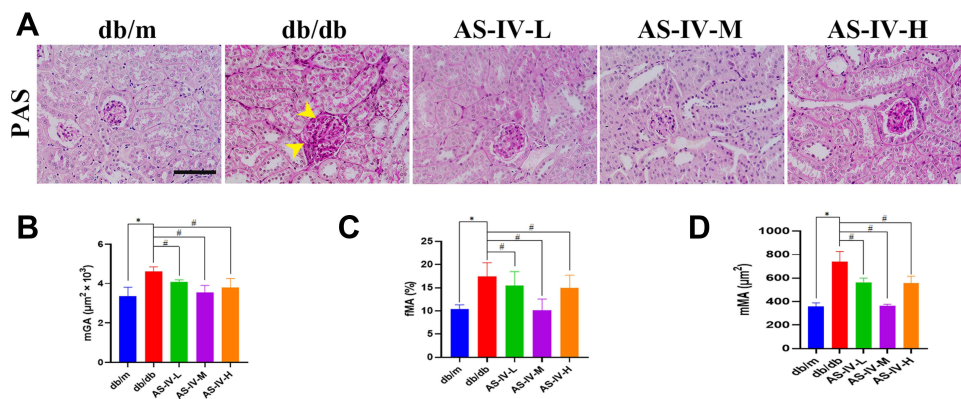 A
db/m
db/db
AS-IV-L
AS-IV-M
AS-IV-H
PAS
B
mGA (μm² × 10³)
6
4
2
0
*
#
#
#
db/m
db/db
AS-IV-L
AS-IV-M
AS-IV-H
C
fMA (%)
25
20
15
10
5
0
*
#
#
#
db/m
db/db
AS-IV-L
AS-IV-M
AS-IV-H
D
mMA (μm²)
1000
800
600
400
200
0
*
#
#
#
db/m
db/db
AS-IV-L
AS-IV-M
AS-IV-H